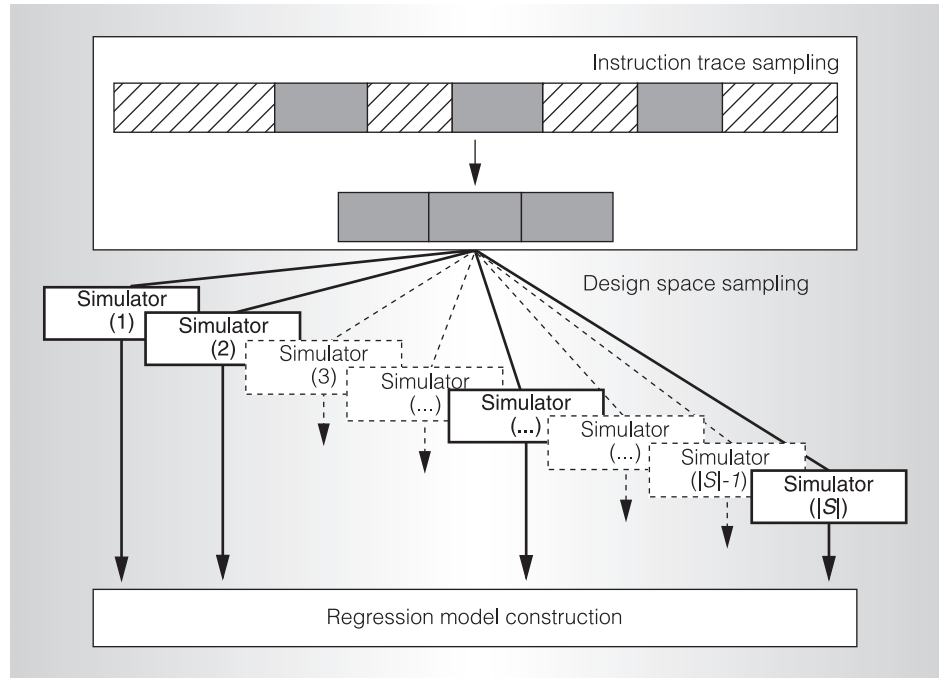 Instruction trace sampling
Design space sampling
Simulator
(1)
Simulator
(2)
Simulator
(3)
Simulator
(...)
Simulator
(...)
Simulator
(...)
Simulator
(|S|-1)
Simulator
(|S|)
Regression model construction